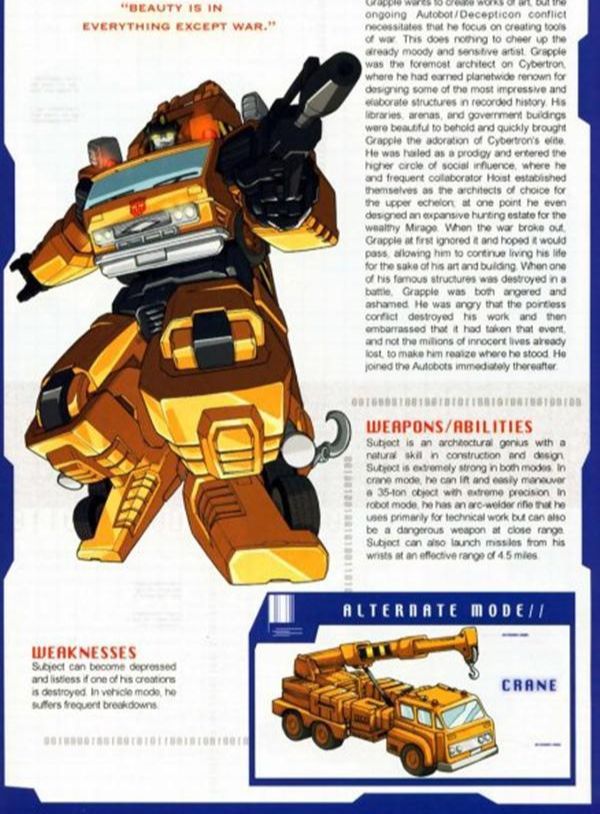 "BEAUTY IS IN
EVERYTHING EXCEPT WAR."
Grapple wants to create works of art, but the
ongoing Autobot/Decepticon conflict
necessitates that he focus on creating tools
of war. This does nothing to cheer up the
already moody and sensitive artist. Grapple
was the foremost architect on Cybertron,
where he had earned planetwide renown for
designing some of the most impressive and
elaborate structures in recorded history. His
libraries, arenas, and government buildings
were beautiful to behold and quickly brought
Grapple the adoration of Cybertron's elite.
He was hailed as a prodigy and entered the
higher circle of social influence, where he
and frequent collaborator Hoist established
themselves as the architects of choice for
the upper echelon; at one point he even
designed an expansive hunting estate for the
wealthy Mirage. When the war broke out,
Grapple at first ignored it and hoped it would
pass, allowing him to continue living his life
for the sake of his art and building. When one
of his famous structures was destroyed in a
battle, Grapple was both angered and
ashamed. He was angry that the pointless
conflict destroyed his work and then
embarrassed that it had taken that event,
and not the millions of innocent lives already
lost, to make him realize where he stood. He
joined the Autobots immediately thereafter.
WEAPONS/ABILITIES
Subject is an architectural genius with a
natural skill in construction and design.
Subject is extremely strong in both modes. In
crane mode, he can lift and easily maneuver
a 35-ton object with extreme precision. In
robot mode, he has an arc-welder rifle that he
uses primarily for technical work but can also
be a dangerous weapon at close range.
Subject can also launch missiles from his
wrists at an effective range of 4.5 miles.
WEAKNESSES
Subject can become depressed
and listless if one of his creations
is destroyed. In vehicle mode, he
suffers frequent breakdowns.
ALTERNATE MODE//
CRANE